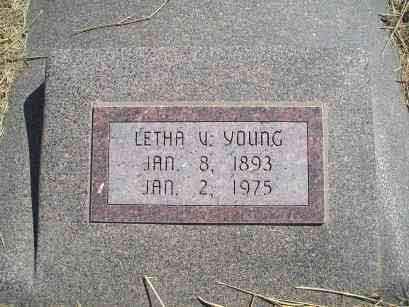 LETHA V. YOUNG
JAN. 8, 1893
JAN. 2, 1975